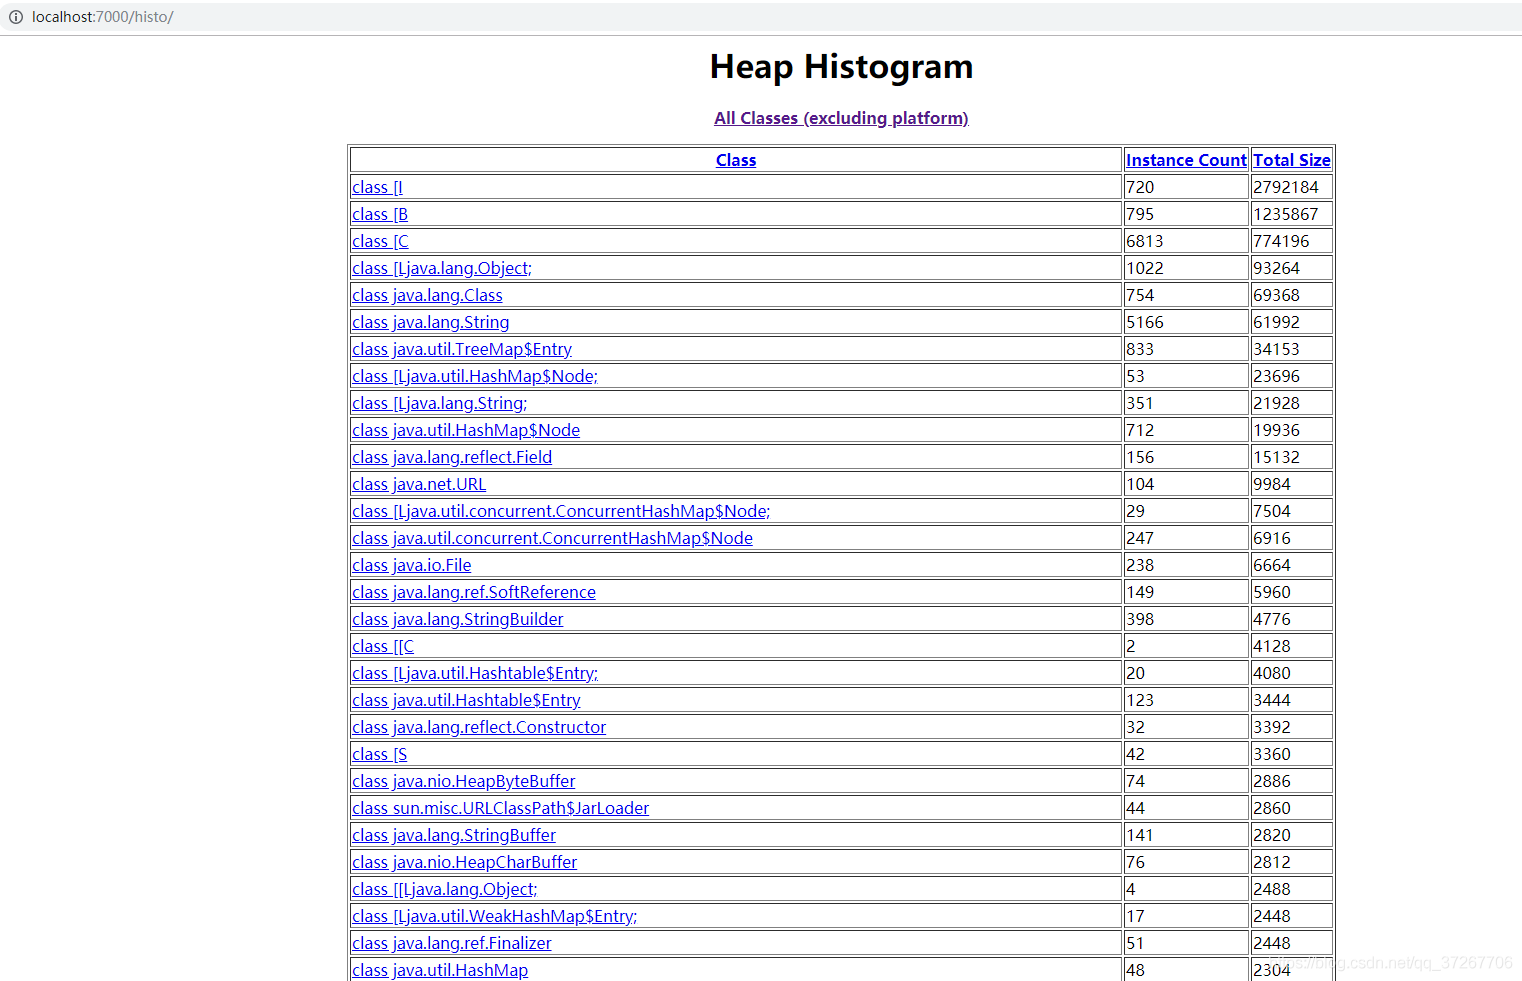 localhost:7000/histo/
Heap Histogram
All Classes (excluding platform)
Class Instance Count Total Size
class [I 720 2792184
class [B 795 1235867
class [C 6813 774196
class [Ljava.lang.Object; 1022 93264
class java.lang.Class 754 69368
class java.lang.String 5166 61992
class java.util.TreeMap$Entry 833 34153
class [Ljava.util.HashMap$Node; 53 23696
class [Ljava.lang.String; 351 21928
class java.util.HashMap$Node 712 19936
class java.lang.reflect.Field 156 15132
class java.net.URL 104 9984
class [Ljava.util.concurrent.ConcurrentHashMap$Node; 29 7504
class java.util.concurrent.ConcurrentHashMap$Node 247 6916
class java.io.File 238 6664
class java.lang.ref.SoftReference 149 5960
class java.lang.StringBuilder 398 4776
class [[C 2 4128
class [Ljava.util.Hashtable$Entry; 20 4080
class java.util.Hashtable$Entry 123 3444
class java.lang.reflect.Constructor 32 3392
class [S 42 3360
class java.nio.HeapByteBuffer 74 2886
class sun.misc.URLClassPath$JarLoader 44 2860
class java.lang.StringBuffer 141 2820
class java.nio.HeapCharBuffer 76 2812
class [[Ljava.lang.Object; 4 2488
class [Ljava.util.WeakHashMap$Entry; 17 2448
class java.lang.ref.Finalizer 51 2448
class java.util.HashMap 48 2304
https://blog.csdn.net/qq_37267706